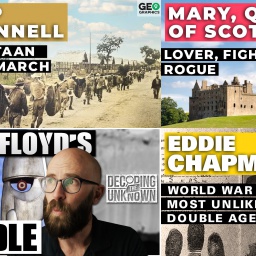 NNELL
TAAN
MARCH
GEO
GRAPHICS
MARY, Q
OF SCOT
LOVER, FIGH
ROGUE
FLOYD'S
DLE
DECODING
THE
UNKNOWN
EDDIE
CHAPM
WORLD WAR
MOST UNLIK
DOUBLE AGE